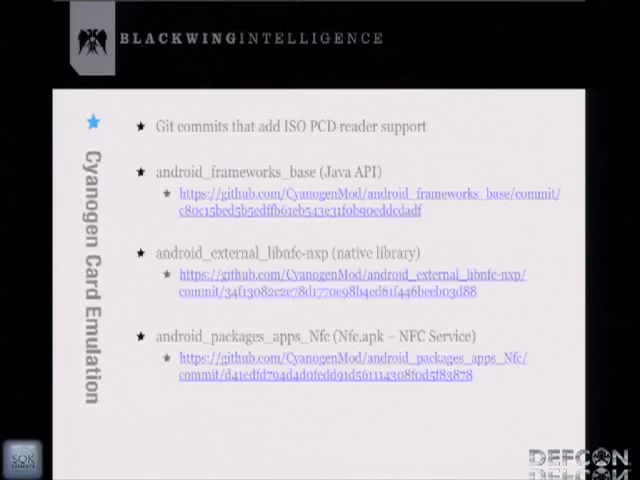 BLACKWINGINTELLIGENCE
Cyanogen Card Emulation
Git commits that add ISO PCD reader support
android_frameworks_base (Java API)
https://github.com/CyanogenMod/android_frameworks_base/commit/
c80c15bed5b5edffb61eb543e31f0b90eddcdadf
android_external_libnfc-nxp (native library)
https://github.com/CyanogenMod/android_external_libnfc-nxp/
commit/34f13082c2e78d1770e98b4ed61f446beeb03d88
android_packages_apps_Nfc (Nfc.apk – NFC Service)
https://github.com/CyanogenMod/android_packages_apps_Nfc/
commit/d41edfd794d4d0fedd91d561114308f0d5f83878
DEFCON